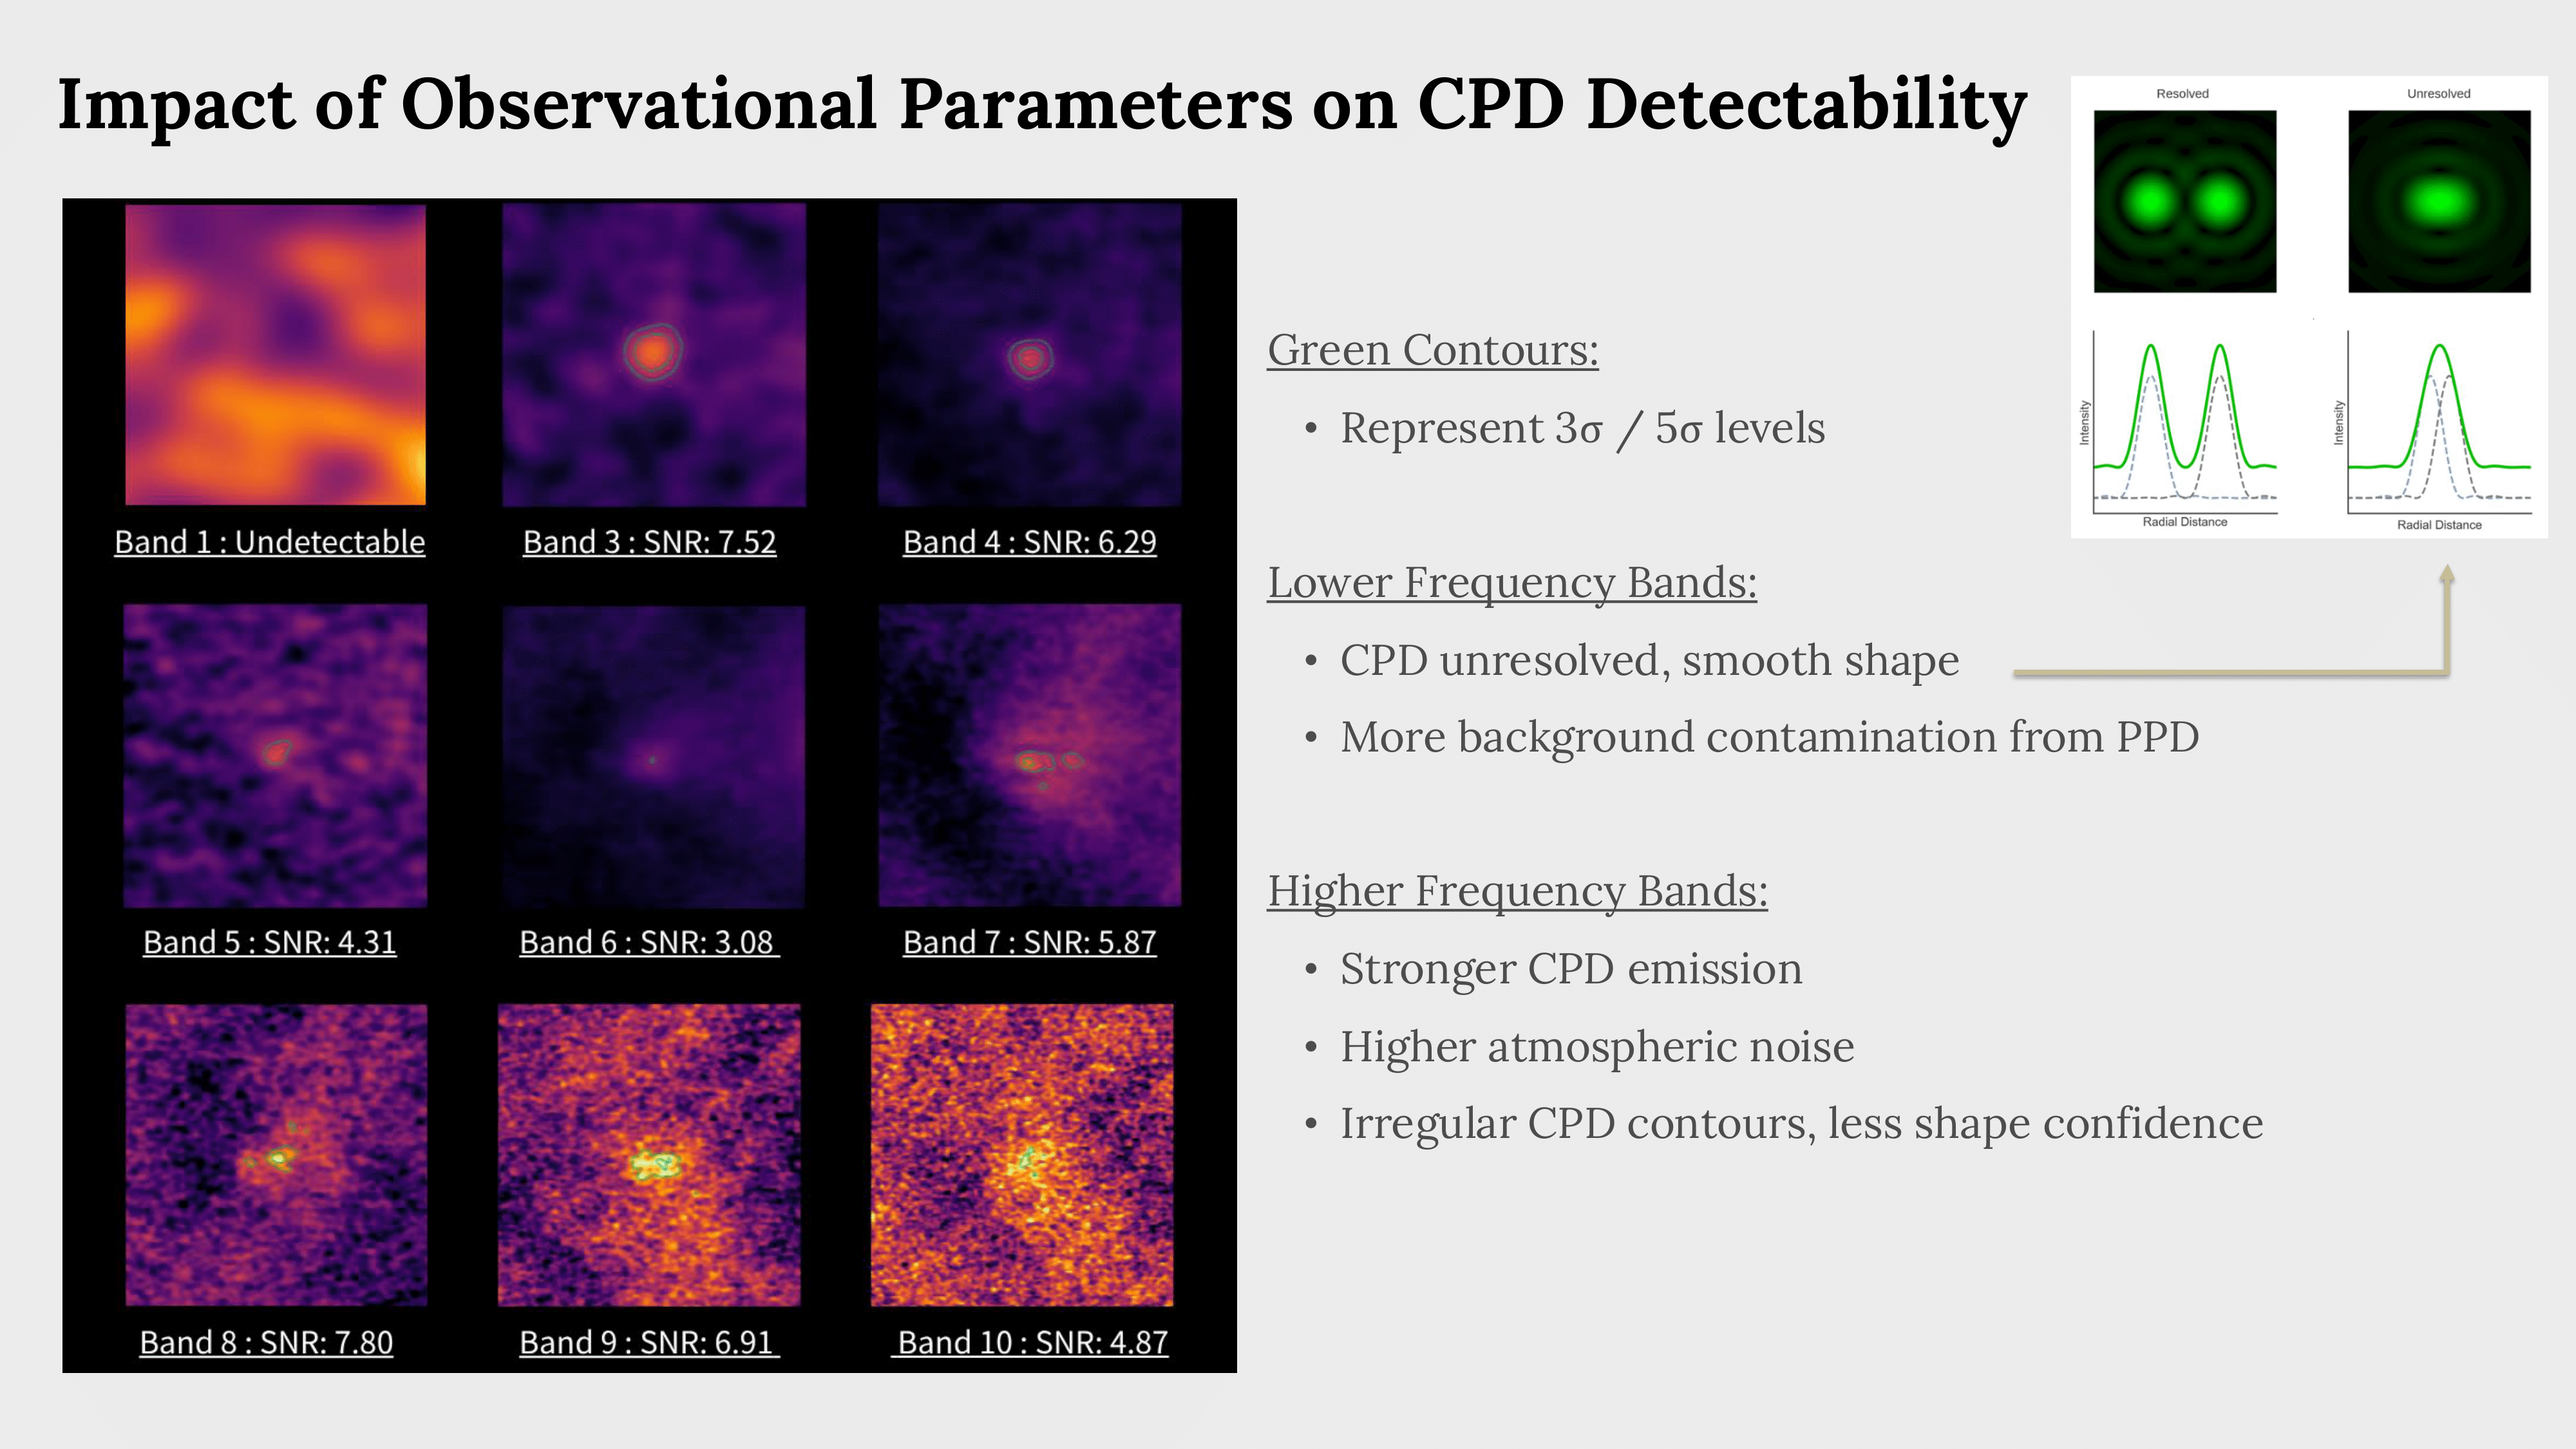 Impact of Observational Parameters on CPD Detectability
Resolved
Unresolved
Intensity
Radial Distance
Intensity
Radial Distance
Band 1 : Undetectable
Band 3 : SNR: 7.52
Band 4 : SNR: 6.29
Band 5 : SNR: 4.31
Band 6 : SNR: 3.08
Band 7 : SNR: 5.87
Band 8 : SNR: 7.80
Band 9 : SNR: 6.91
Band 10 : SNR: 4.87
Green Contours:
• Represent 3σ / 5σ levels
Lower Frequency Bands:
• CPD unresolved, smooth shape
• More background contamination from PPD
Higher Frequency Bands:
• Stronger CPD emission
• Higher atmospheric noise
• Irregular CPD contours, less shape confidence